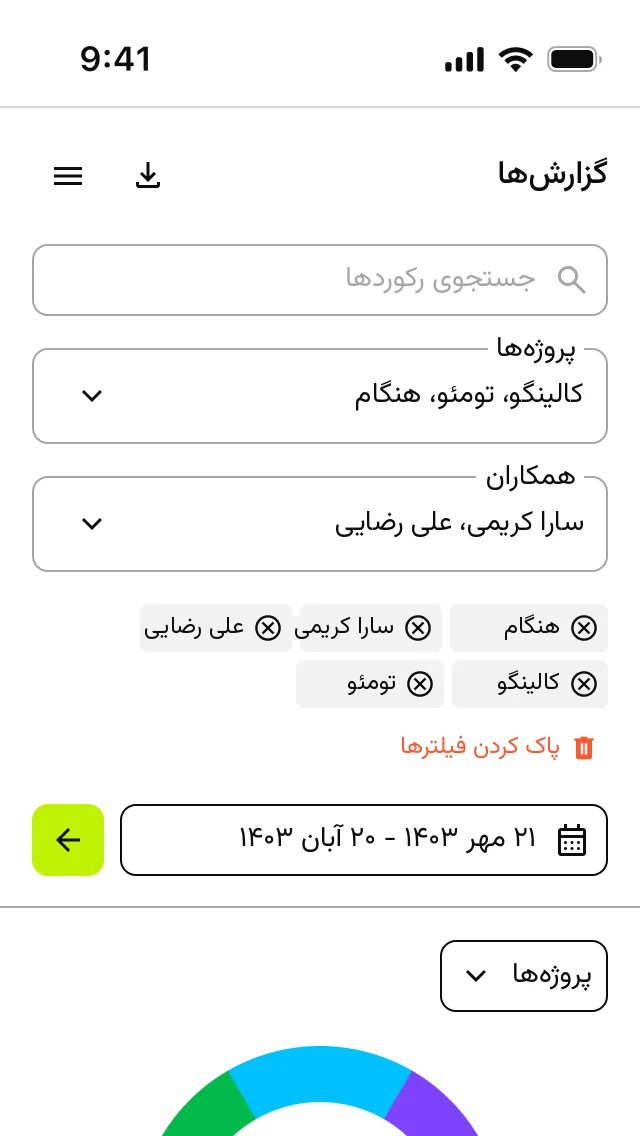 9:41
گزارش‌ها
جستجوی رکوردها
پروژه‌ها
کالینگو، تومئو، هنگام
همکاران
سارا کریمی، علی رضایی
هنگام سارا کریمی علی رضایی
کالینگو تومئو
پاک کردن فیلترها
۲۱ مهر ۱۴۰۳ - ۲۰ آبان ۱۴۰۳
پروژه‌ها